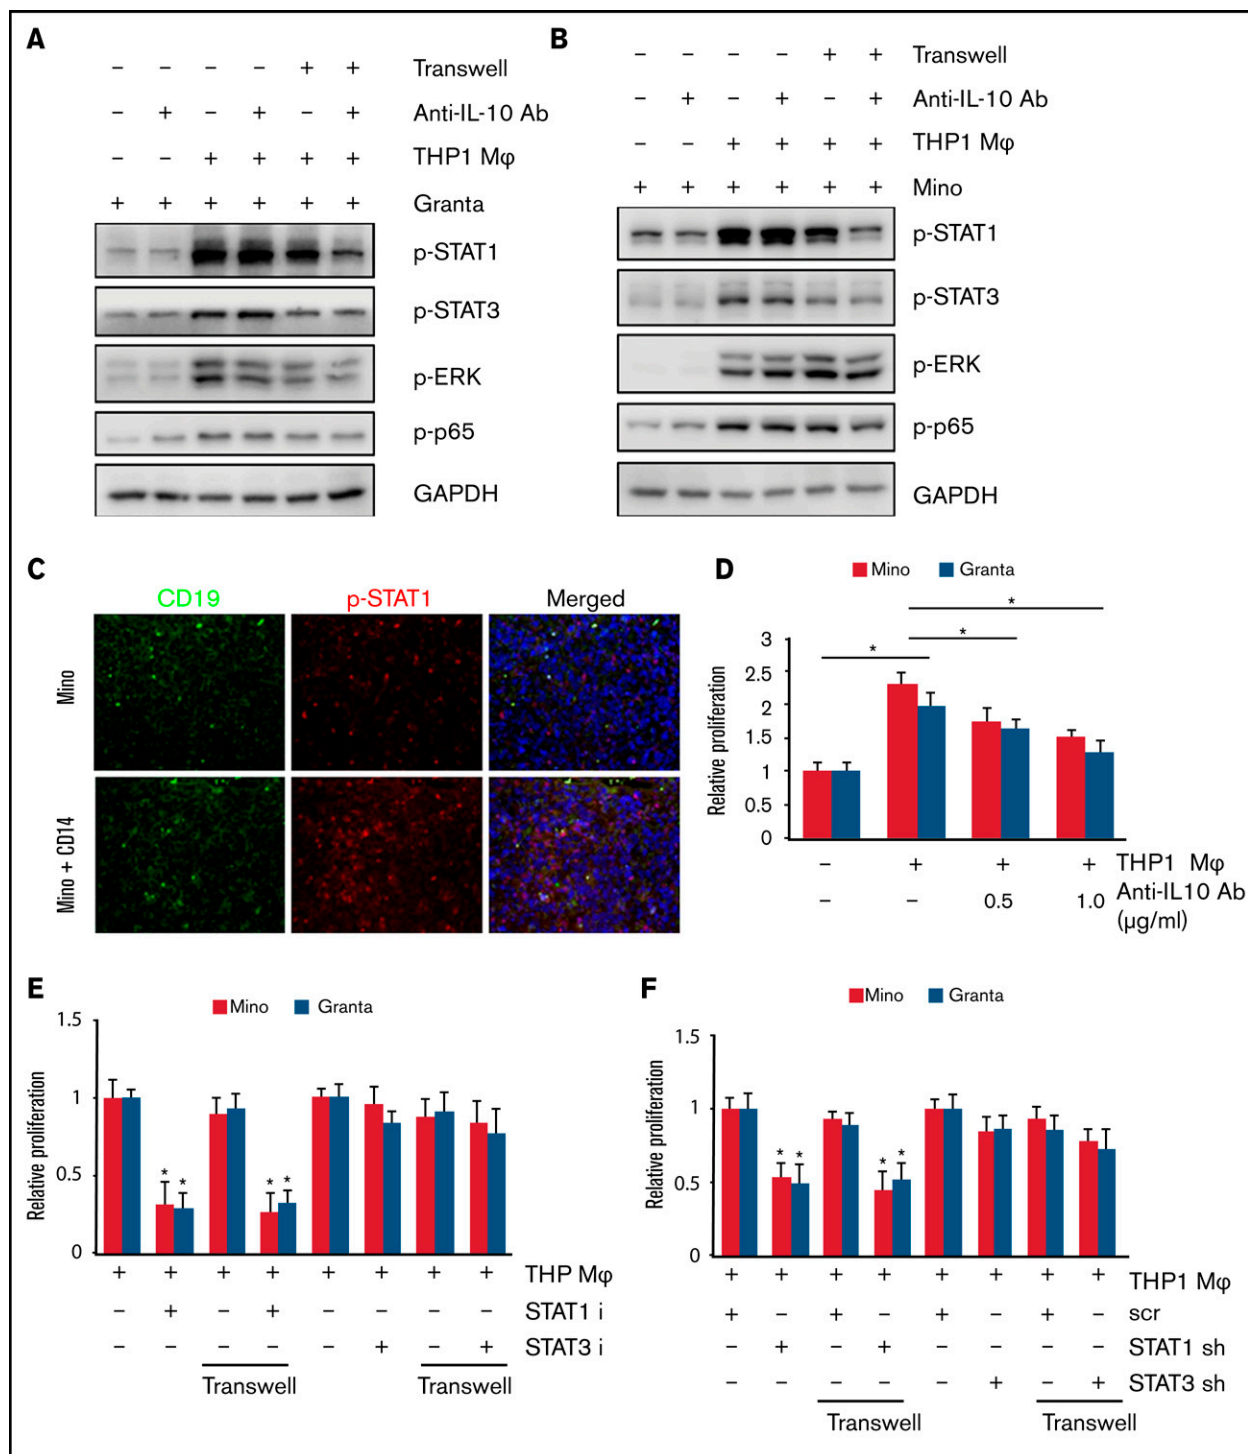 A
− − − − + + Transwell
− + − + − + Anti-IL-10 Ab
− − + + + + THP1 Mφ
+ + + + + + Granta
p-STAT1
p-STAT3
p-ERK
p-p65
GAPDH
B
− − − − + + Transwell
− + − + − + Anti-IL-10 Ab
− − + + + + THP1 Mφ
+ + + + + + Mino
p-STAT1
p-STAT3
p-ERK
p-p65
GAPDH
C
CD19 p-STAT1 Merged
Mino
Mino + CD14
D
Mino Granta
Relative proliferation
3
2.5
2
1.5
1
0.5
0
* * *
− + + + THP1 Mφ
− − 0.5 1.0 Anti-IL10 Ab
(µg/ml)
E
Mino Granta
Relative proliferation
1.5
1
0.5
0
* * * *
+ + + + + + + + THP Mφ
− + − + − − − − STAT1 i
− − − − − + − + STAT3 i
Transwell Transwell
F
Mino Granta
Relative proliferation
1.5
1
0.5
0
* * * *
+ + + + + + + + THP1 Mφ
+ − + − + − + − scr
− + − + − − − − STAT1 sh
− − − − − + − + STAT3 sh
Transwell Transwell